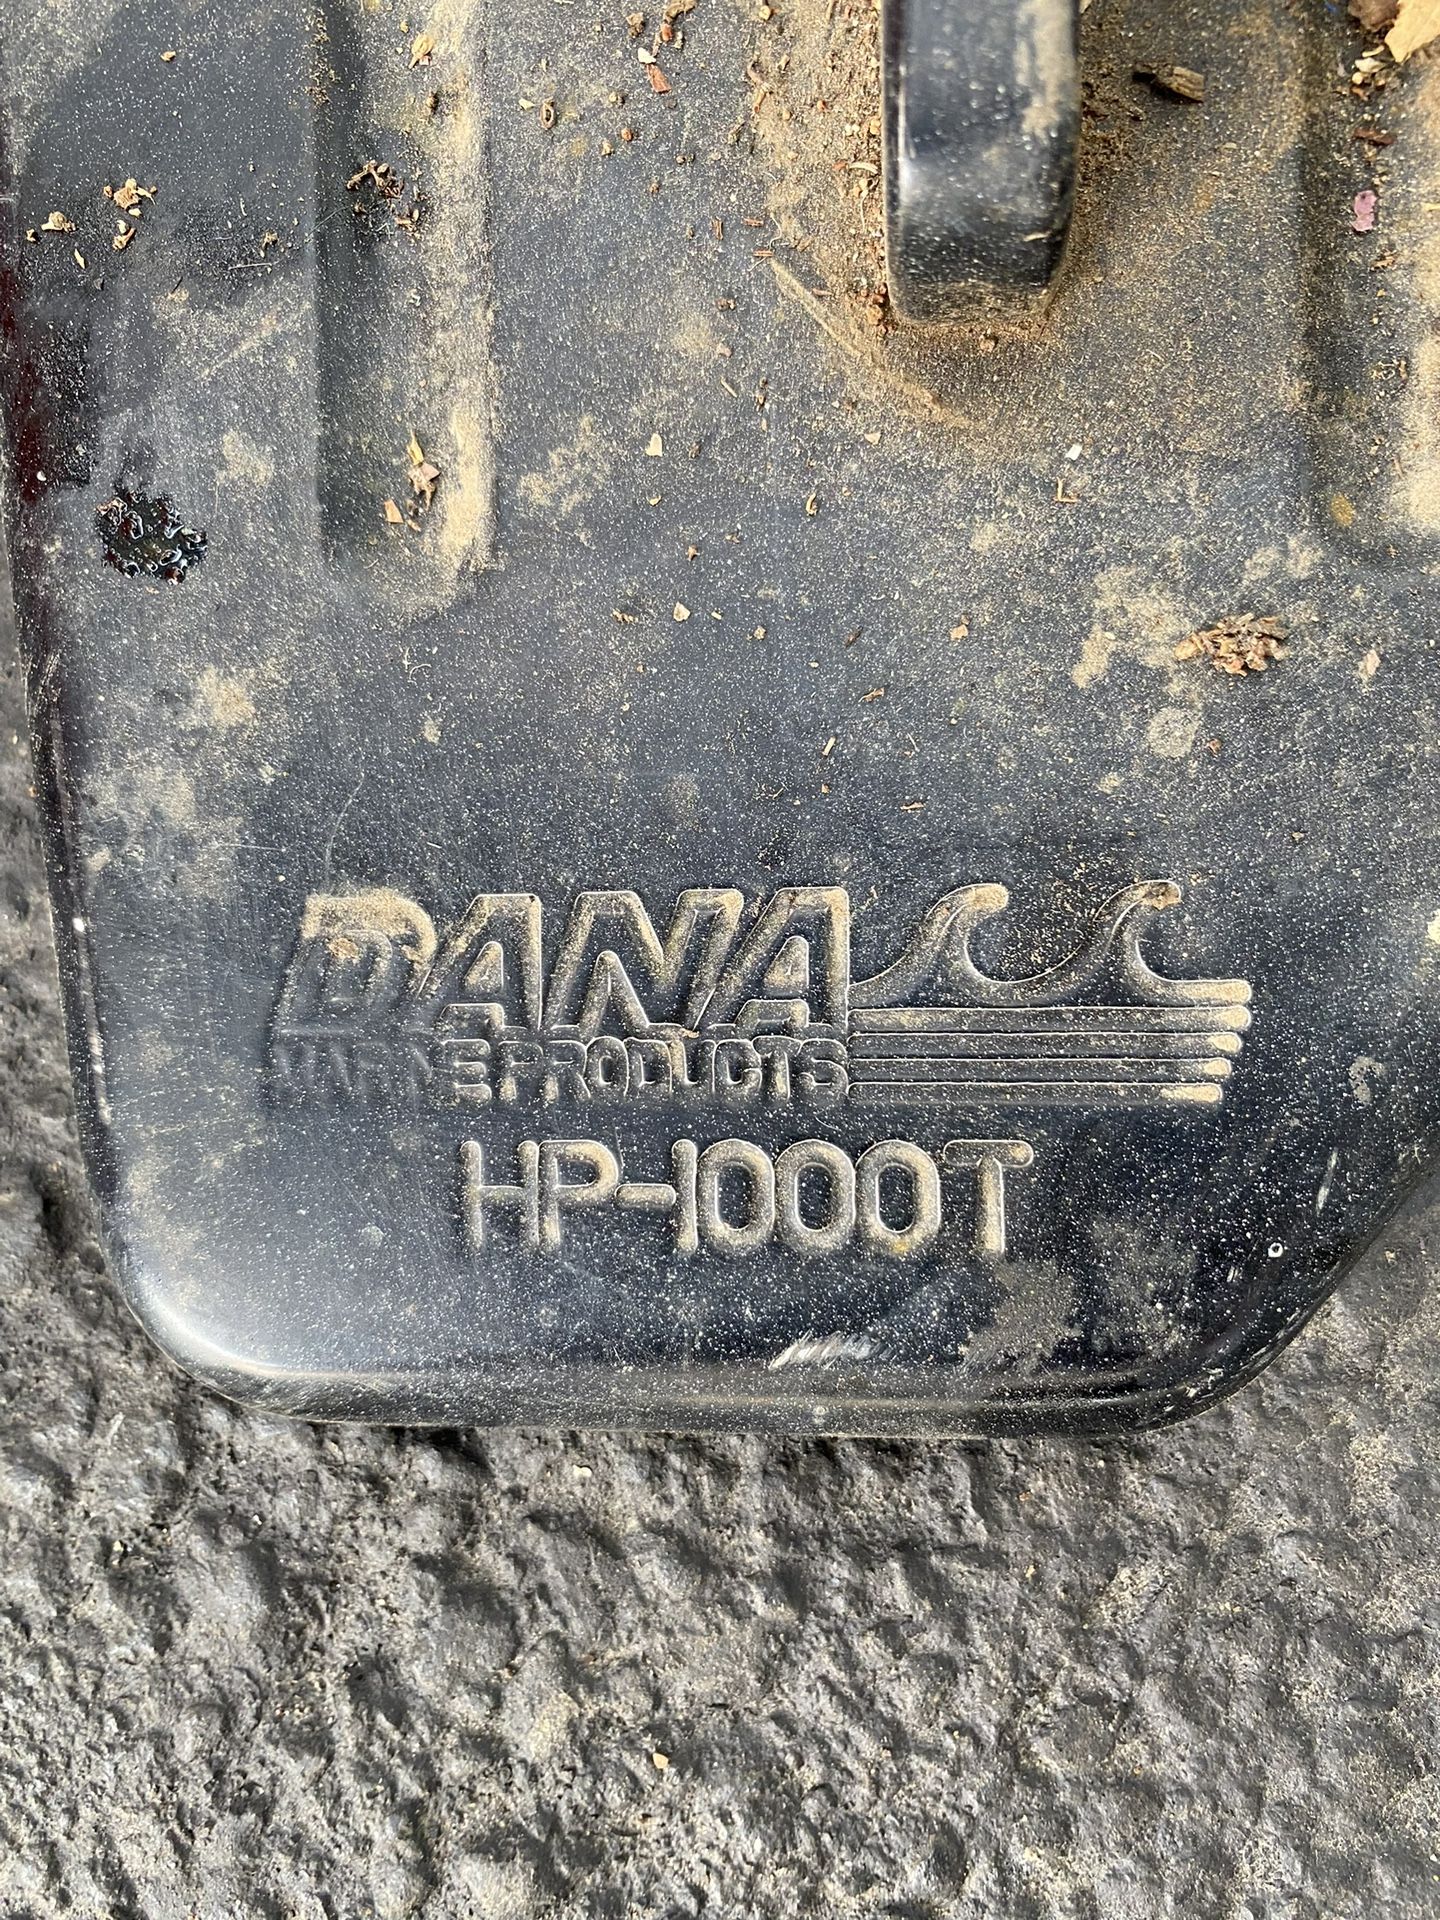 DANA
MARINE PRODUCTS
HP-1000T